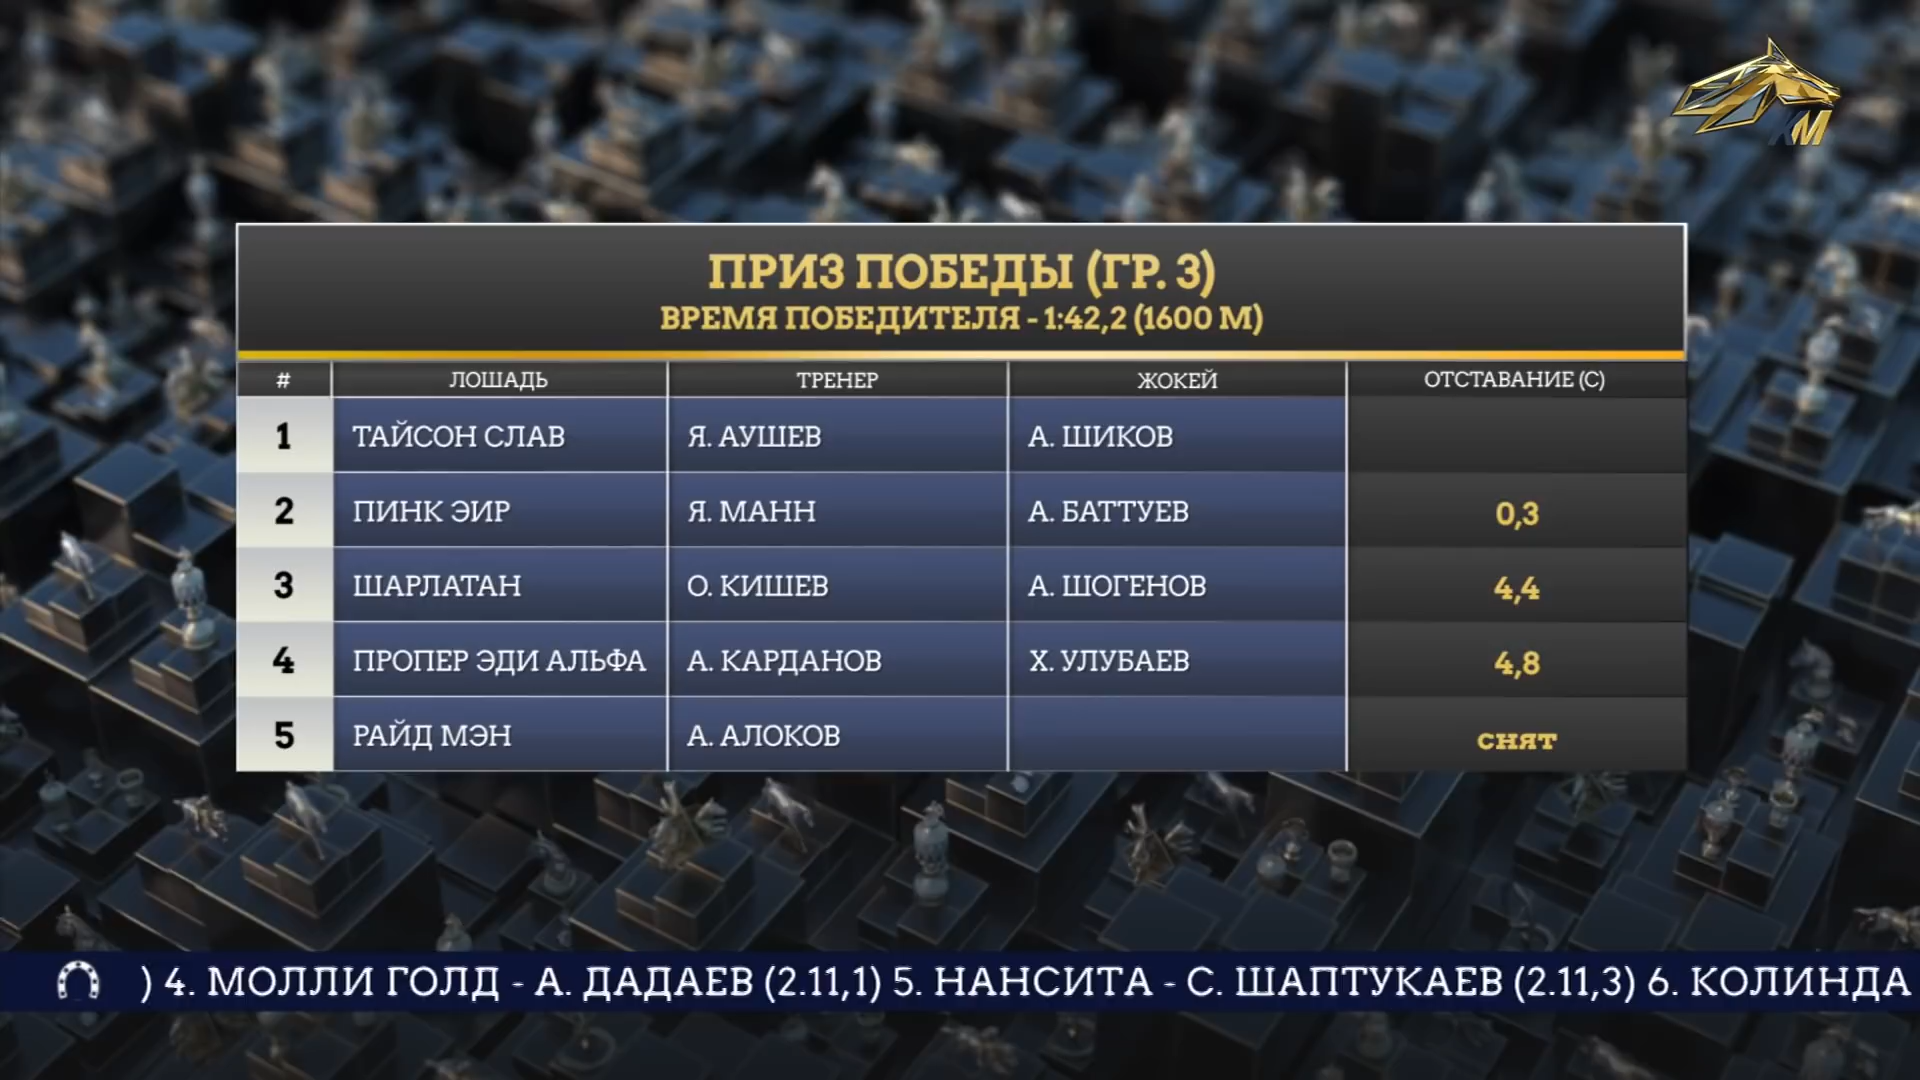 КМ
ПРИЗ ПОБЕДЫ (ГР. 3)
ВРЕМЯ ПОБЕДИТЕЛЯ - 1:42,2 (1600 М)
# ЛОШАДЬ ТРЕНЕР ЖОКЕЙ ОТСТАВАНИЕ (С)
1 ТАЙСОН СЛАВ Я. АУШЕВ А. ШИКОВ
2 ПИНК ЭИР Я. МАНН А. БАТТУЕВ 0,3
3 ШАРЛАТАН О. КИШЕВ А. ШОГЕНОВ 4,4
4 ПРОПЕР ЭДИ АЛЬФА А. КАРДАНОВ Х. УЛУБАЕВ 4,8
5 РАЙД МЭН А. АЛОКОВ снят
) 4. МОЛЛИ ГОЛД - А. ДАДАЕВ (2.11,1) 5. НАНСИТА - С. ШАПТУКАЕВ (2.11,3) 6. КОЛИНДА